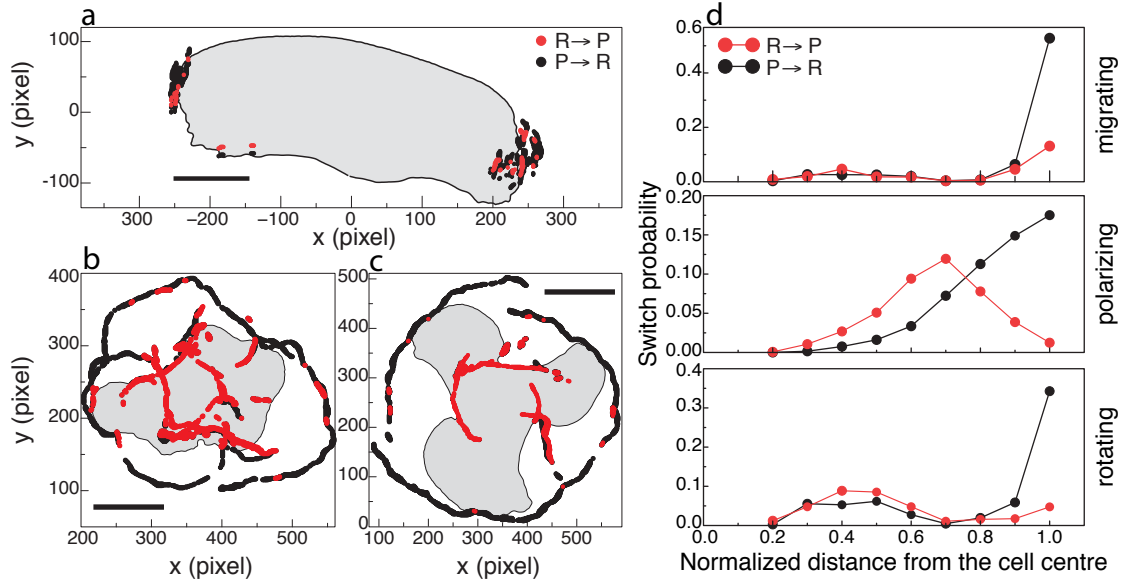 a
R→ P
P→ R
y (pixel)
100
0
-100
300
−200
−100
0
100
200
300
x (pixel)
b
y (pixel)
400
300
200
100
200
300
400
500
x (pixel)
c
500
400
300
200
100
0
100
200
300
400
500
x (pixel)
d
R→ P
P→ R
Switch probability
0.6
0.4
0.2
0.0
migrating
0.20
0.15
0.10
0.05
0.00
polarizing
0.4
0.3
0.2
0.1
0.0
rotating
0.0
0.2
0.4
0.6
0.8
1.0
Normalized distance from the cell centre